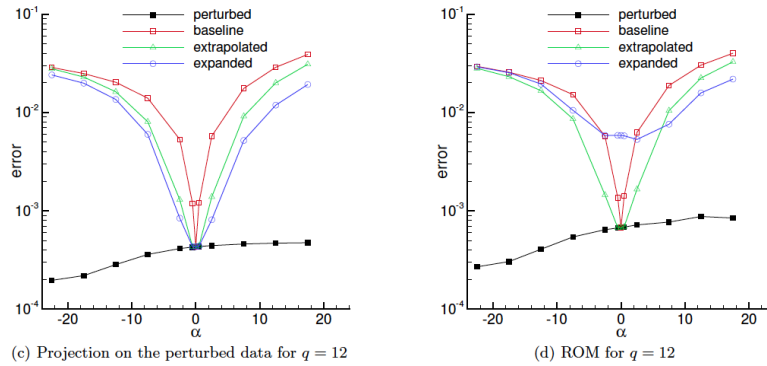 perturbed
baseline
extrapolated
expanded
10^-1
10^-2
10^-3
10^-4
error
-20 -10 0 10 20
α
(c) Projection on the perturbed data for q = 12
perturbed
baseline
extrapolated
expanded
10^-1
10^-2
10^-3
10^-4
error
-20 -10 0 10 20
α
(d) ROM for q = 12